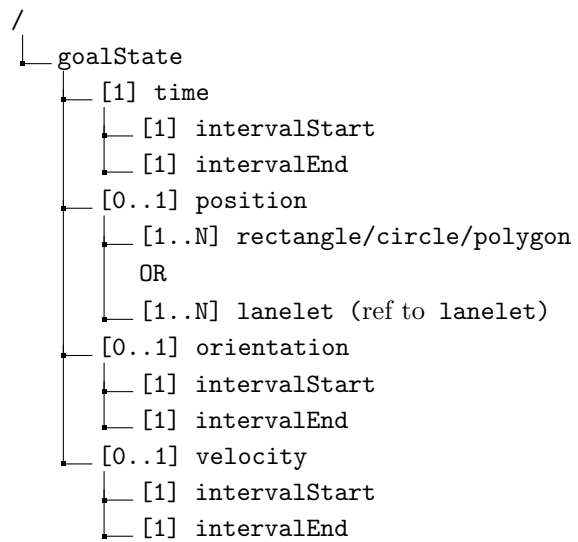 /
goalState
[1] time
[1] intervalStart
[1] intervalEnd
[0..1] position
[1..N] rectangle/circle/polygon
OR
[1..N] lanelet (ref to lanelet)
[0..1] orientation
[1] intervalStart
[1] intervalEnd
[0..1] velocity
[1] intervalStart
[1] intervalEnd